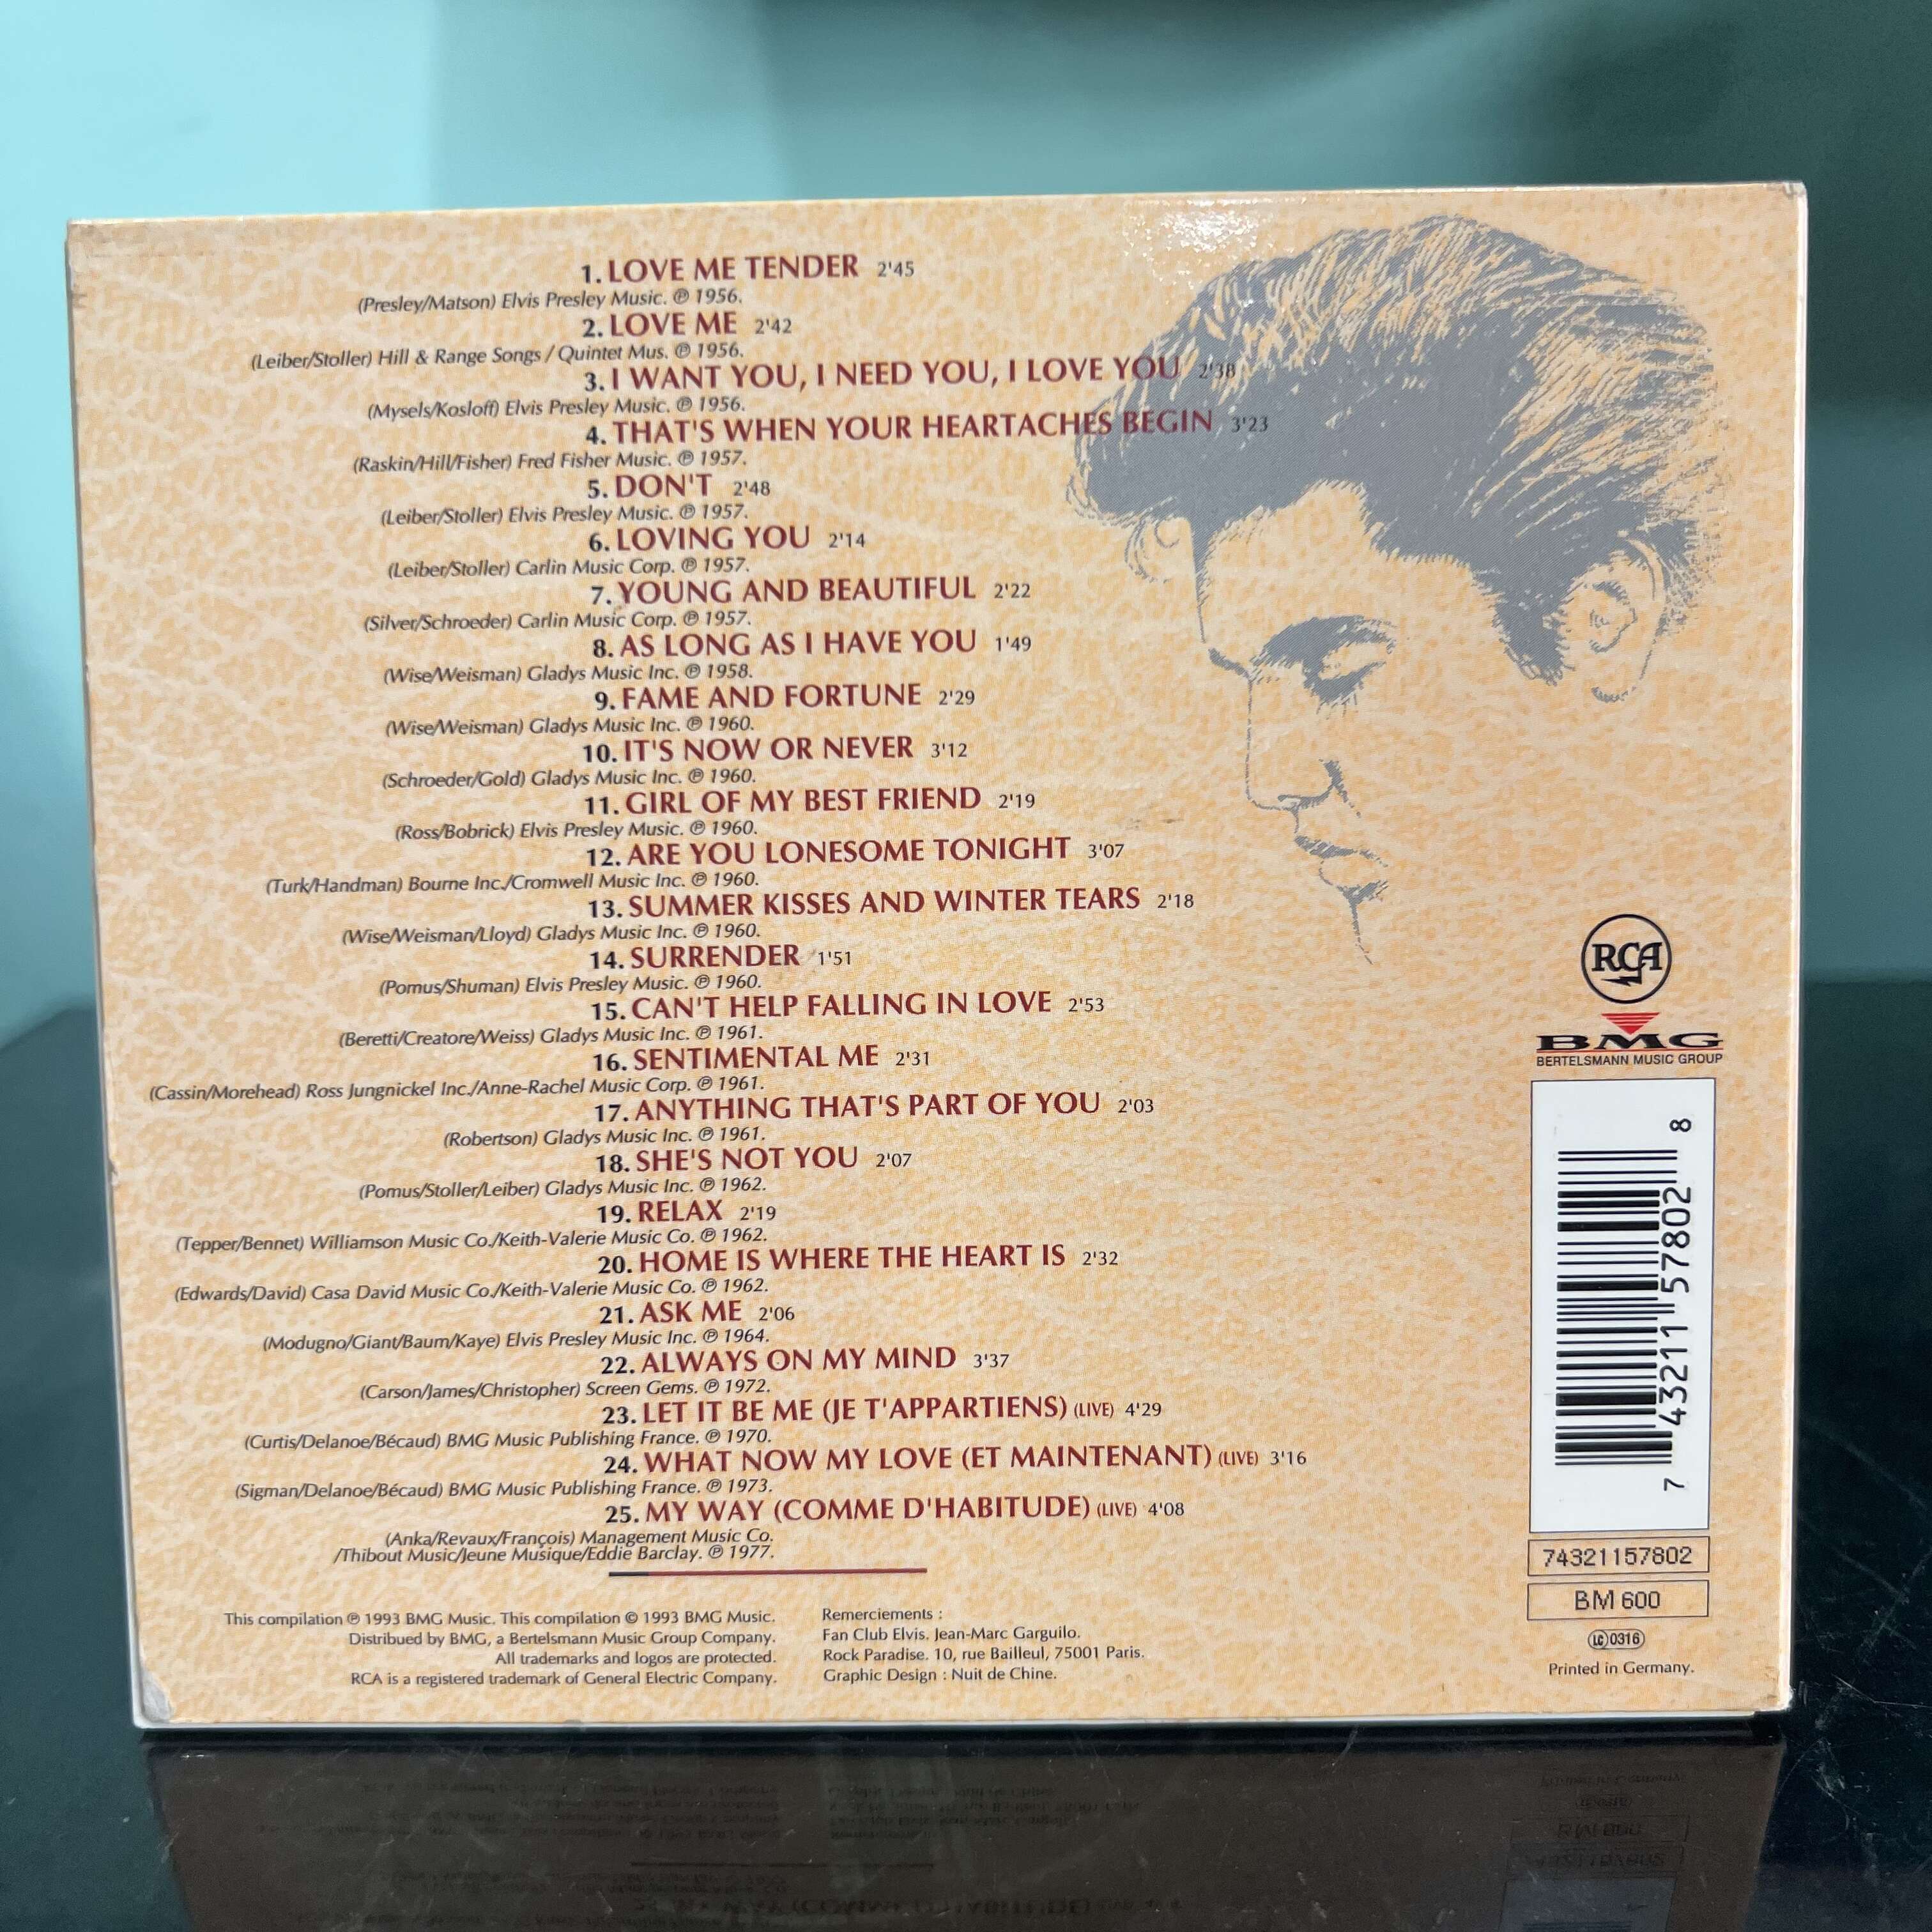 1. LOVE ME TENDER 2'45
(Presley/Matson) Elvis Presley Music. ℗ 1956.
2. LOVE ME 2'42
(Leiber/Stoller) Hill & Range Songs / Quintet Mus. ℗ 1956.
3. I WANT YOU, I NEED YOU, I LOVE YOU 2'38
(Mysels/Kosloff) Elvis Presley Music. ℗ 1956.
4. THAT'S WHEN YOUR HEARTACHES BEGIN 3'23
(Raskin/Hill/Fisher) Fred Fisher Music. ℗ 1957.
5. DON'T 2'48
(Leiber/Stoller) Elvis Presley Music. ℗ 1957.
6. LOVING YOU 2'14
(Leiber/Stoller) Carlin Music Corp. ℗ 1957.
7. YOUNG AND BEAUTIFUL 2'22
(Silver/Schroeder) Carlin Music Corp. ℗ 1957.
8. AS LONG AS I HAVE YOU 1'49
(Wise/Weisman) Gladys Music Inc. ℗ 1958.
9. FAME AND FORTUNE 2'29
(Wise/Weisman) Gladys Music Inc. ℗ 1960.
10. IT'S NOW OR NEVER 3'12
(Schroeder/Gold) Gladys Music Inc. ℗ 1960.
11. GIRL OF MY BEST FRIEND 2'19
(Ross/Bobrick) Elvis Presley Music. ℗ 1960.
12. ARE YOU LONESOME TONIGHT 3'07
(Turk/Handman) Bourne Inc./Cromwell Music Inc. ℗ 1960.
13. SUMMER KISSES AND WINTER TEARS 2'18
(Wise/Weisman/Lloyd) Gladys Music Inc. ℗ 1960.
14. SURRENDER 1'51
(Pomus/Shuman) Elvis Presley Music. ℗ 1960.
15. CAN'T HELP FALLING IN LOVE 2'53
(Beretti/Creatore/Weiss) Gladys Music Inc. ℗ 1961.
16. SENTIMENTAL ME 2'31
(Cassin/Morehead) Ross Jungnickel Inc./Anne-Rachel Music Corp. ℗ 1961.
17. ANYTHING THAT'S PART OF YOU 2'03
(Robertson) Gladys Music Inc. ℗ 1961.
18. SHE'S NOT YOU 2'07
(Pomus/Stoller/Leiber) Gladys Music Inc. ℗ 1962.
19. RELAX 2'19
(Tepper/Bennet) Williamson Music Co./Keith-Valerie Music Co. ℗ 1962.
20. HOME IS WHERE THE HEART IS 2'32
(Edwards/David) Casa David Music Co./Keith-Valerie Music Co. ℗ 1962.
21. ASK ME 2'06
(Modugno/Giant/Baum/Kaye) Elvis Presley Music Inc. ℗ 1964.
22. ALWAYS ON MY MIND 3'37
(Carson/James/Christopher) Screen Gems. ℗ 1972.
23. LET IT BE ME (JE T'APPARTIENS) (LIVE) 4'29
(Curtis/Delanoe/Bécaud) BMG Music Publishing France. ℗ 1970.
24. WHAT NOW MY LOVE (ET MAINTENANT) (LIVE) 3'16
(Sigman/Delanoe/Bécaud) BMG Music Publishing France. ℗ 1973.
25. MY WAY (COMME D'HABITUDE) (LIVE) 4'08
(Anka/Revaux/François) Management Music Co.
/Thibout Music/Jeune Musique/Eddie Barclay. ℗ 1977.
This compilation ℗ 1993 BMG Music. This compilation © 1993 BMG Music.
Distribued by BMG, a Bertelsmann Music Group Company.
All trademarks and logos are protected.
RCA is a registered trademark of General Electric Company.
Remerciements :
Fan Club Elvis. Jean-Marc Garguilo.
Rock Paradise. 10, rue Bailleul, 75001 Paris.
Graphic Design : Nuit de Chine.
RCA
BMG
BERTELSMANN MUSIC GROUP
7 43211 57802 8
74321157802
BM 600
LC 0316
Printed in Germany.